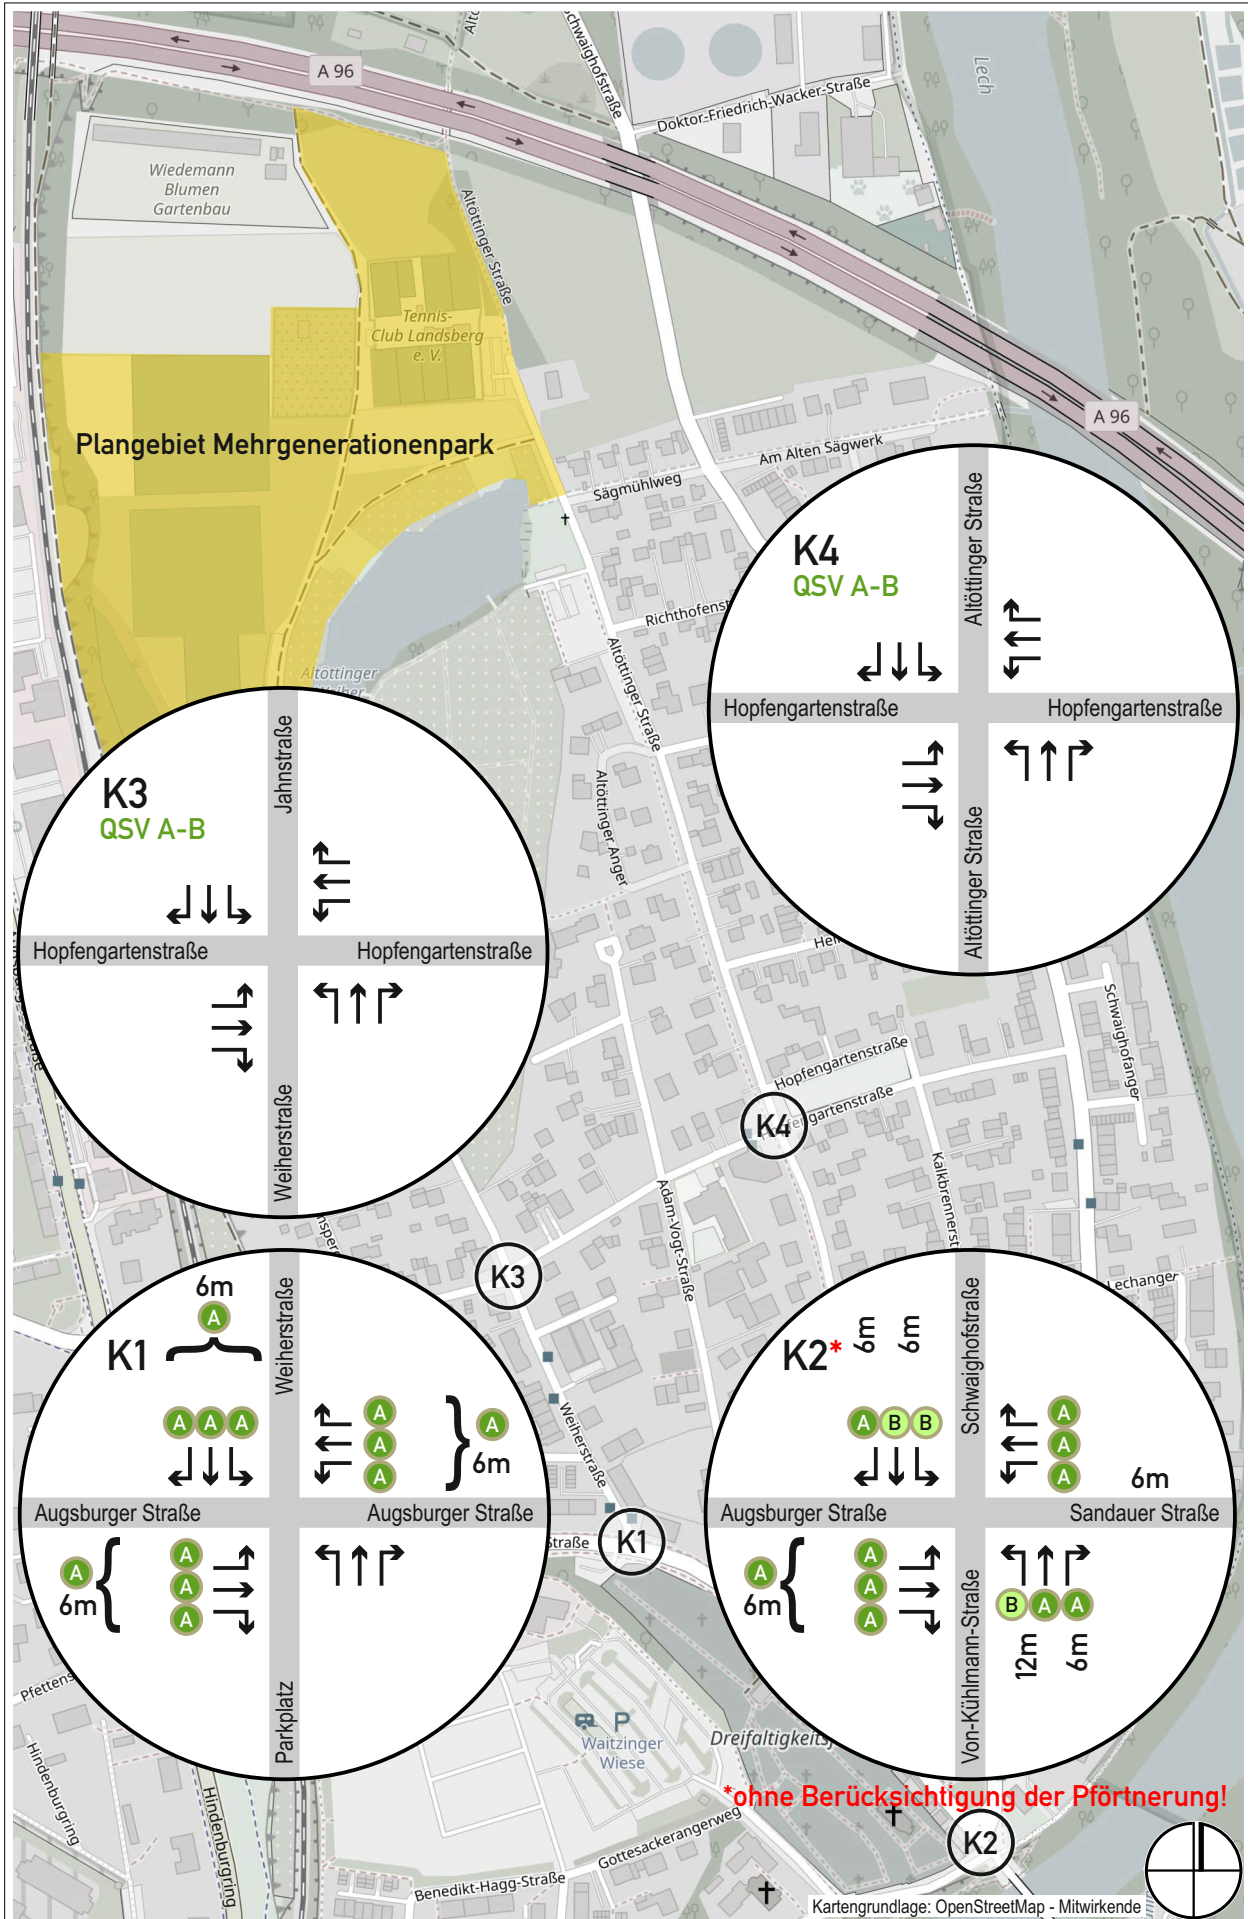 A 96
Schwaighofstraße
Lech
Doktor-Friedrich-Wacker-Straße
Wiedemann
Blumen
Gartenbau
Altöttinger Straße
Tennis-
Club Landsberg
e. V.
A 96
Plangebiet Mehrgenerationenpark
Am Alten Sägwerk
Sägmühlweg
K4
QSV A-B
Altöttinger Straße
Hopfengartenstraße
Hopfengartenstraße
Altöttinger Straße
Altöttinger Straße
Altöttinger
Altöttinger Anger
K3
QSV A-B
Jahnstraße
Hopfengartenstraße
Hopfengartenstraße
Weiherstraße
Schwaighofanger
Hopfengartenstraße
K4
Adam-Vogt-Straße
Lechanger
K3
Weiherstraße
K1
6m
A
Weiherstraße
A A A
A
A
A
A
6m
Augsburger Straße
Augsburger Straße
A
6m
A
A
A
Parkplatz
K1
Straße
K2*
6m
6m
Schwaighofstraße
A B B
A
A
A
6m
Augsburger Straße
Sandauer Straße
A
6m
A
A
A
B A A
12m
6m
Von-Kühlmann-Straße
*ohne Berücksichtigung der Pförtnerung!
Hindenburgring
Hindenburgring
P
Waitzinger
Wiese
Gottesackerangerweg
Benedikt-Hagg-Straße
K2
Kartengrundlage: OpenStreetMap - Mitwirkende